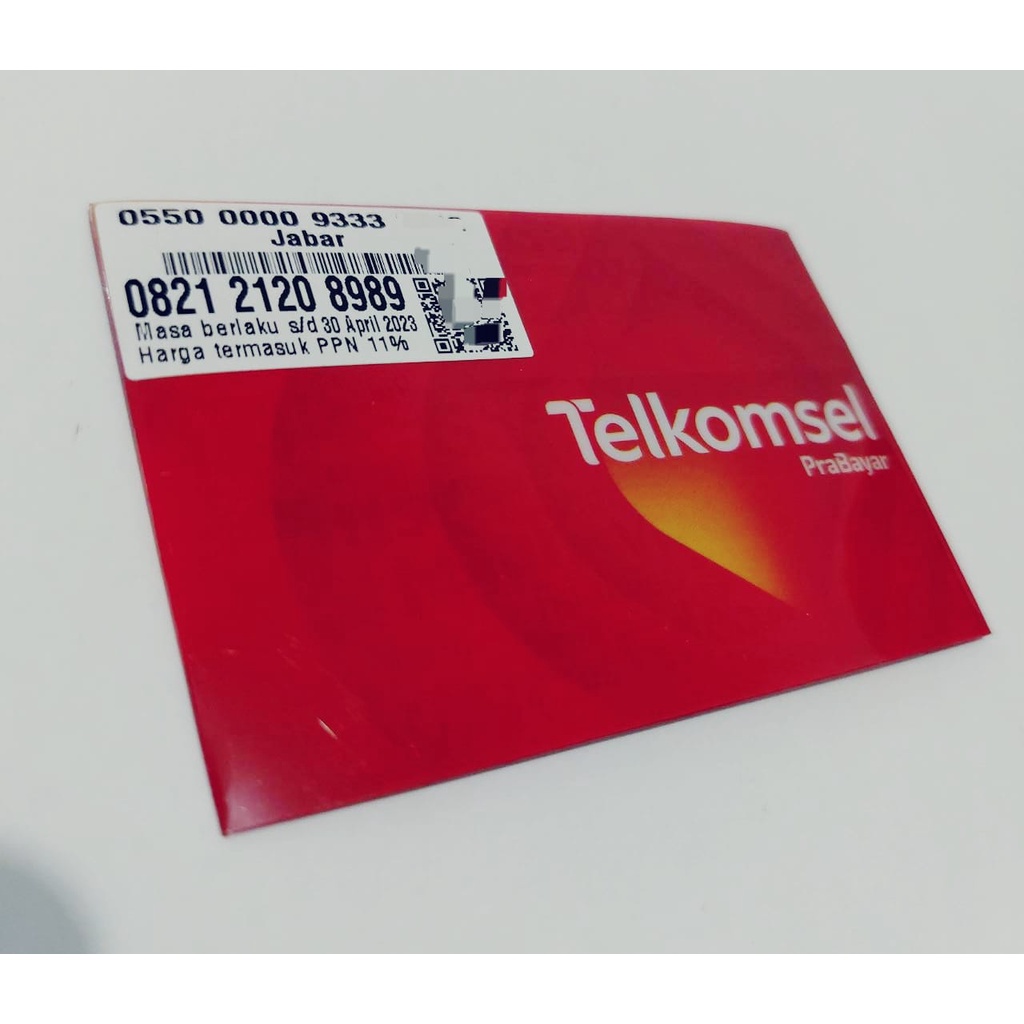 0550 0000 9333
Jabar
0821 2120 8989
Masa berlaku s/d 30 April 2023
Harga termasuk PPN 11%
Telkomsel
PraBayar